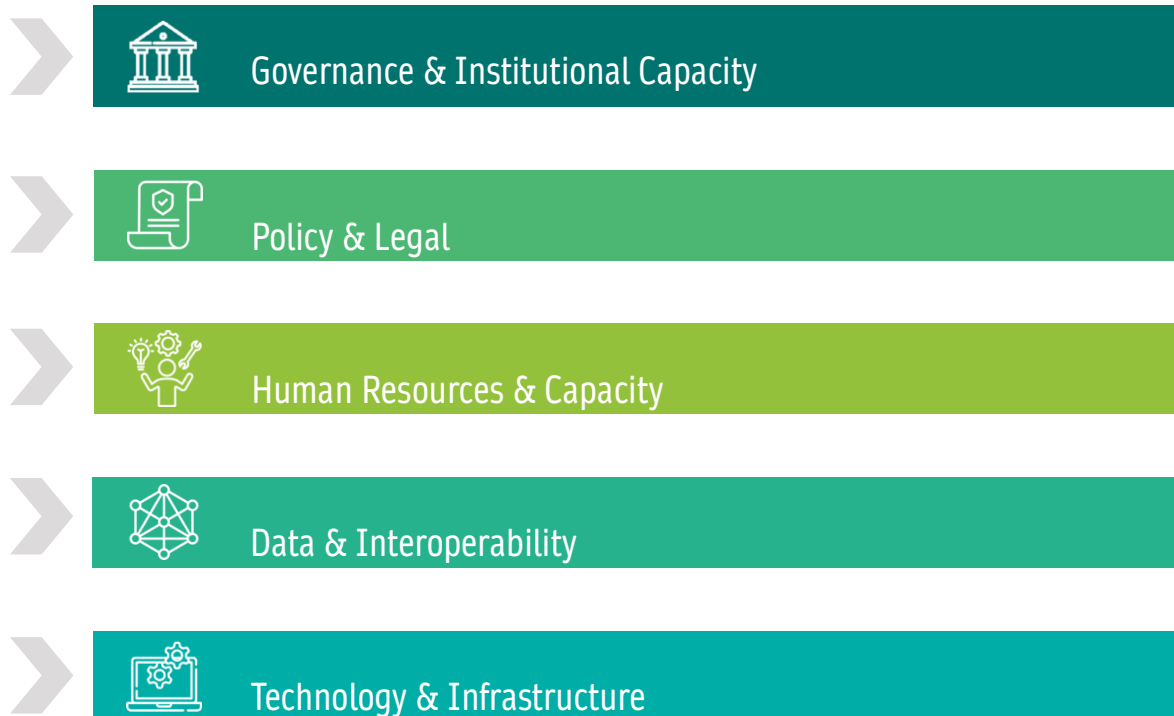 Governance & Institutional Capacity
Policy & Legal
Human Resources & Capacity
Data & Interoperability
Technology & Infrastructure